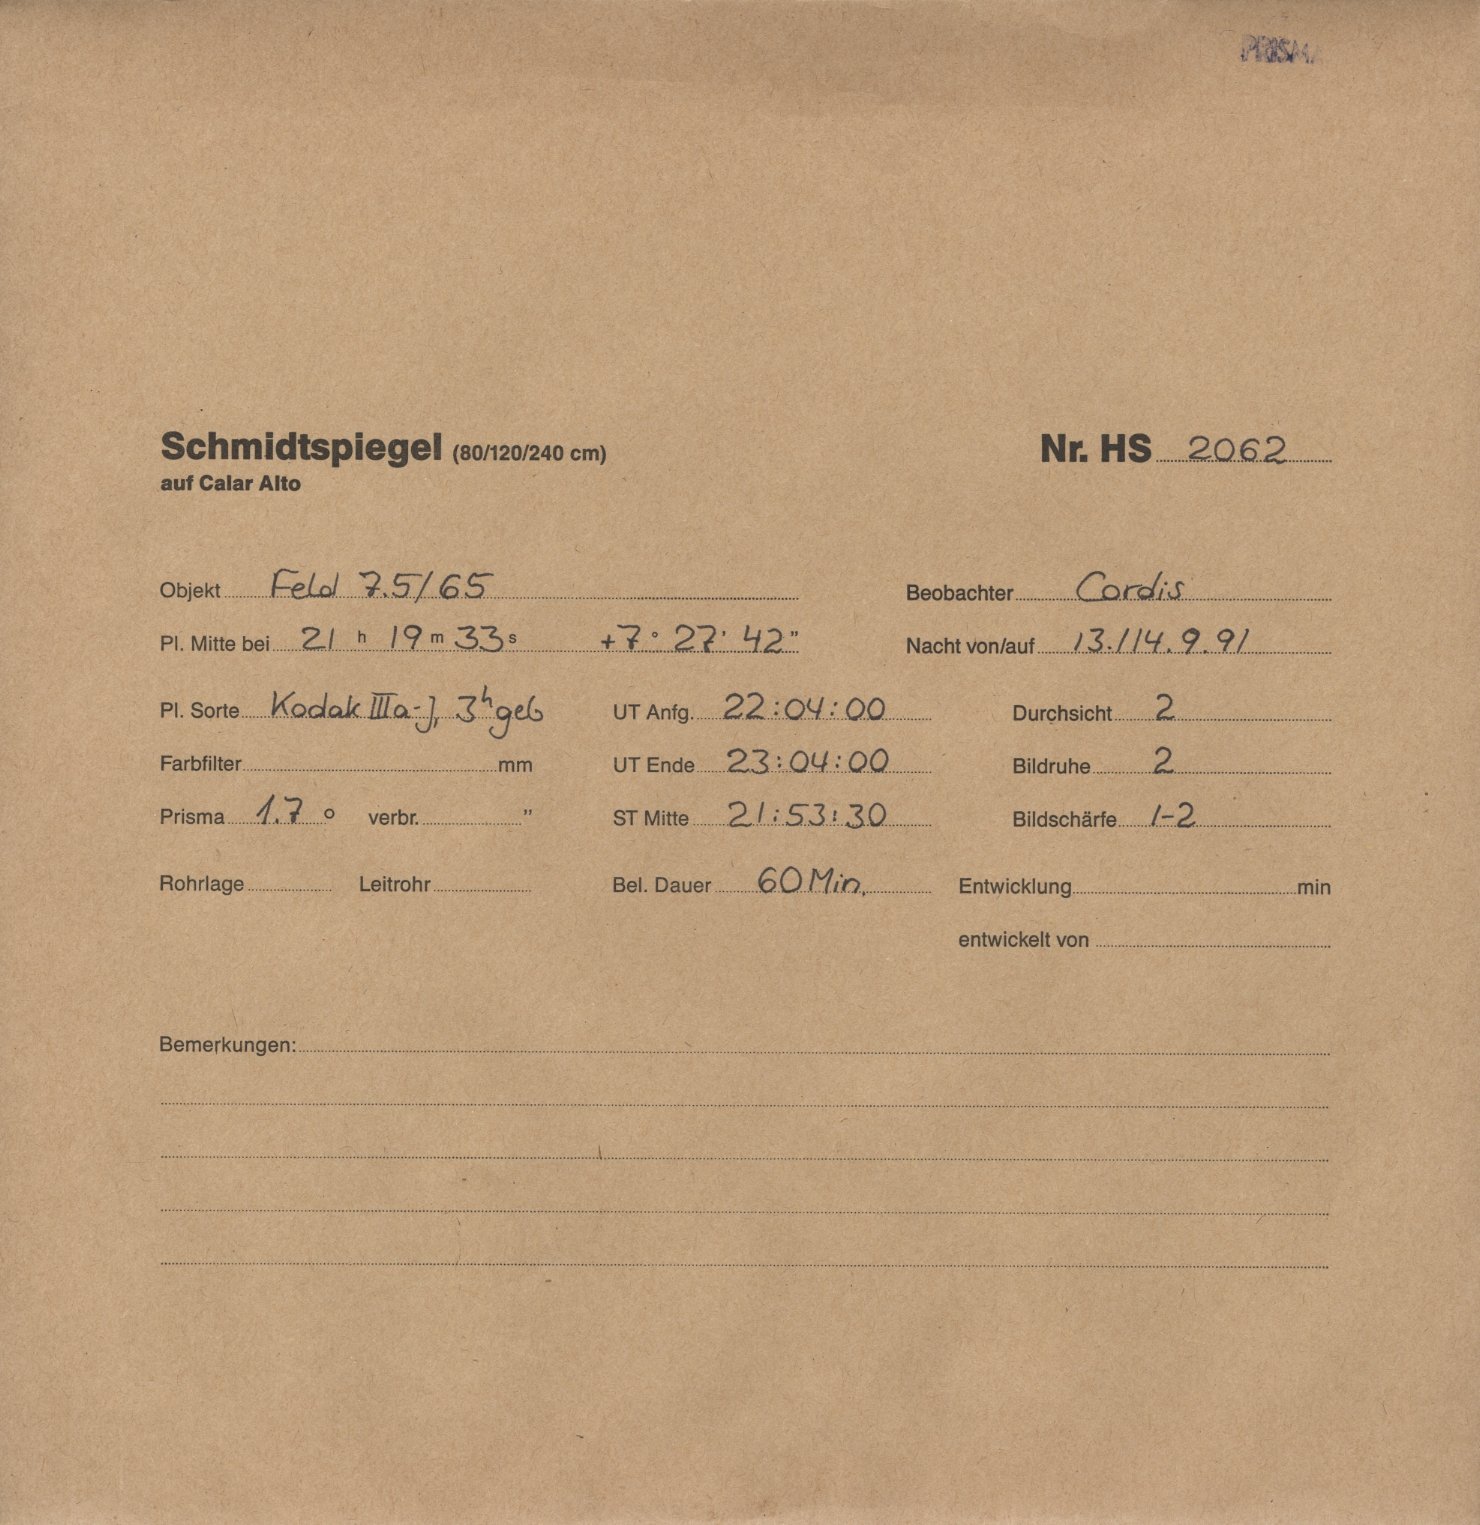 PRISMA
Schmidtspiegel (80/120/240 cm)
auf Calar Alto
Nr. HS 2062
Objekt Feld 7.5/65
Beobachter Cordis
Pl. Mitte bei 21 h 19 m 33 s +7° 27' 42"
Nacht von/auf 13./14.9.91
Pl. Sorte Kodak IIIa-J, 3h geb
UT Anfg. 22:04:00
Durchsicht 2
Farbfilter mm
UT Ende 23:04:00
Bildruhe 2
Prisma 1.7 ° verbr. "
ST Mitte 21:53:30
Bildschärfe 1-2
Rohrlage Leitrohr
Bel. Dauer 60 Min.
Entwicklung min
entwickelt von
Bemerkungen: